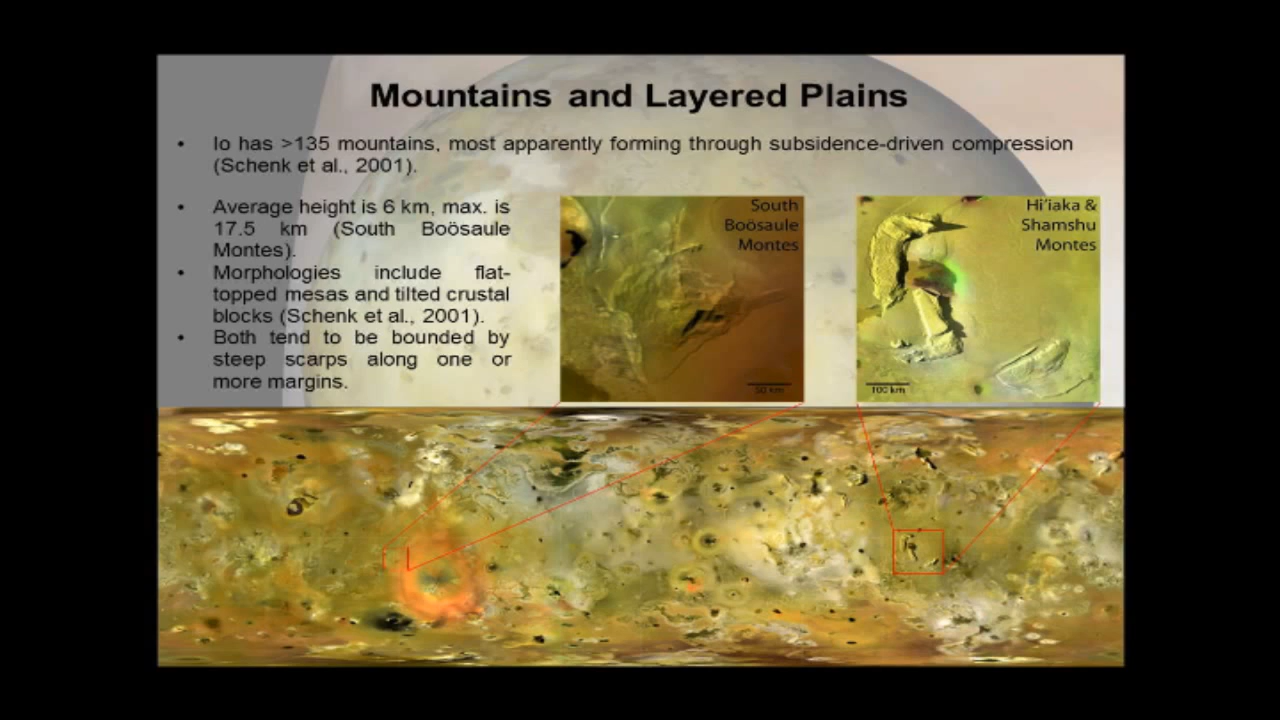 Mountains and Layered Plains
• Io has >135 mountains, most apparently forming through subsidence-driven compression
(Schenk et al., 2001).
• Average height is 6 km, max. is
17.5 km (South Boösaule
Montes).
• Morphologies include flat-
topped mesas and tilted crustal
blocks (Schenk et al., 2001).
• Both tend to be bounded by
steep scarps along one or
more margins.
South
Boösaule
Montes
50 km
Hi'iaka &
Shamshu
Montes
100 km